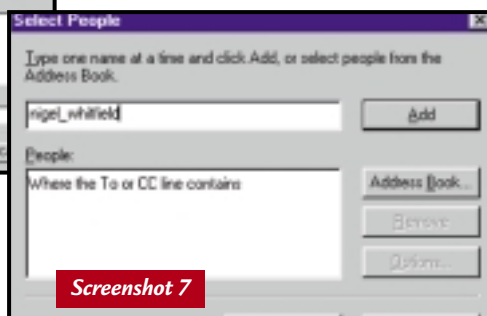 Select People
Type one name at a time and click Add, or select people from the
Address Book.
nigel_whitfield
Add
People:
Where the To or CC line contains
Address Book...
Remove
Options...
Screenshot 7